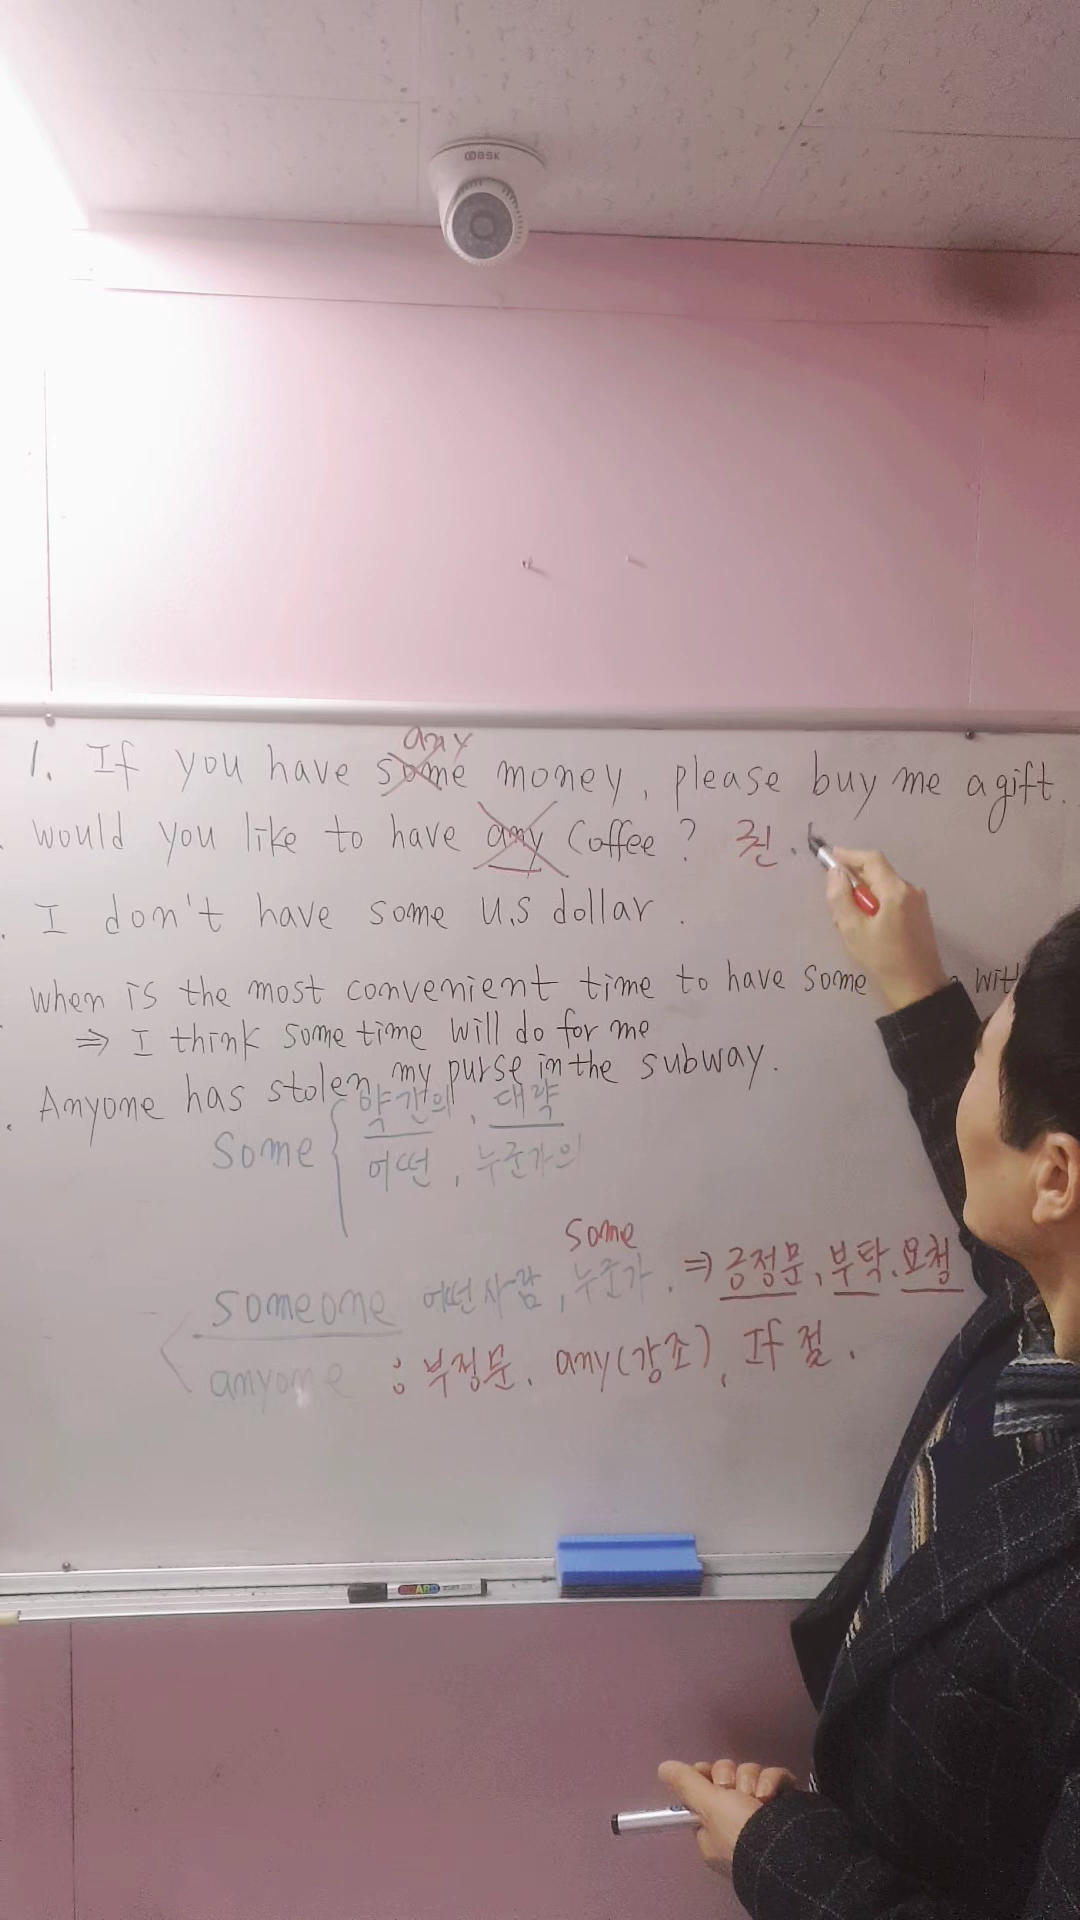 BSK
any
1. If you have some money, please buy me a gift.
would you like to have any coffee? 권.
I don't have some U.S dollar.
When is the most convenient time to have some
⇒ I think some time will do for me
Anyone has stolen my purse in the subway.
some { 약간의, 대략
어떤, 누군가의
some
someone 어떤 사람, 누군가. ⇒ 긍정문, 부탁. 요청
anyone : 부정문. any(강조), If 절.
BOARD